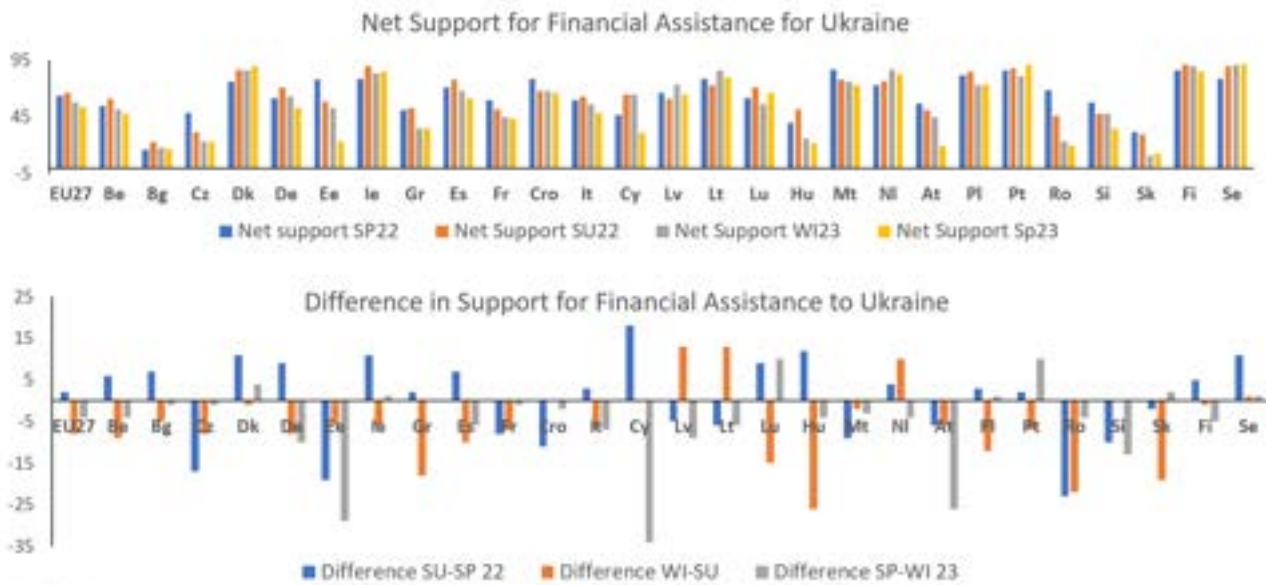 Net Support for Financial Assistance for Ukraine
95
45
-5
EU27 Be Bg Cz Dk De Ee Ie Gr Es Fr Cro It Cy Lv Lt Lu Hu Mt Nl At Pl Pt Ro Si Sk Fi Se
Net support SP22 Net Support SU22 Net Support WI23 Net Support Sp23
Difference in Support for Financial Assistance to Ukraine
25
15
5
-5
EU27 Be Bg Cz Dk De Ee Ie Gr Es Fr Cro It Cy Lv Lt Lu Hu Mt Nl At Pl Pt Ro Si Sk Fi Se
-15
-25
-35
Difference SU-SP 22 Difference WI-SU Difference SP-WI 23